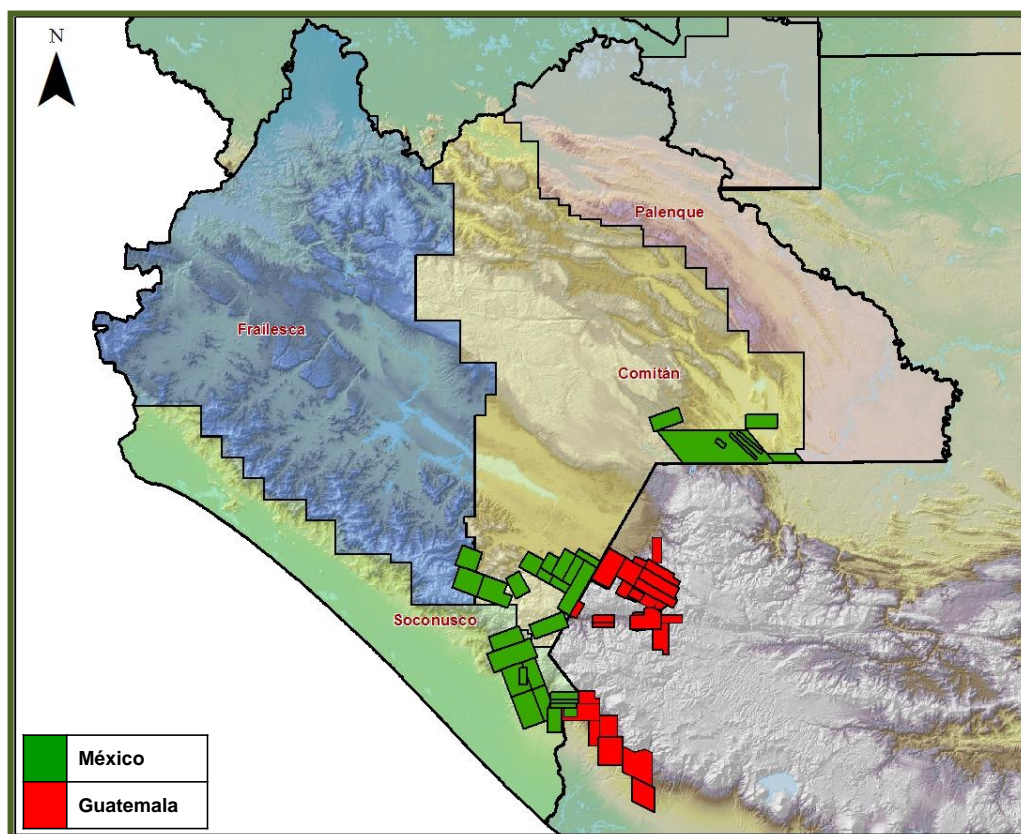 N
Palenque
Frailesca
Comitán
Soconusco
México
Guatemala